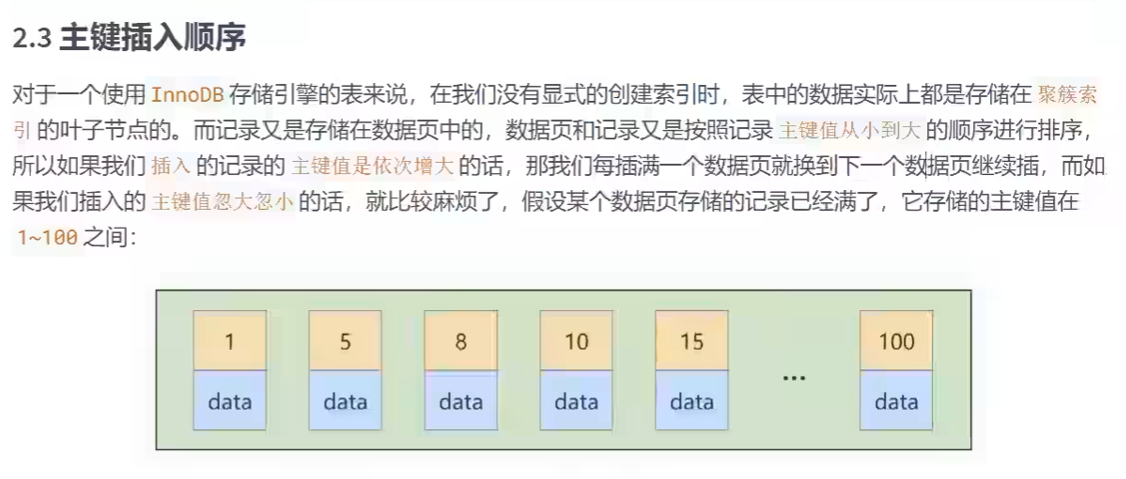 2.3 主键插入顺序
对于一个使用 InnoDB 存储引擎的表来说，在我们没有显式的创建索引时，表中的数据实际上都是存储在 聚簇索
引 的叶子节点的。而记录又是存储在数据页中的，数据页和记录又是按照记录 主键值从小到大 的顺序进行排序，
所以如果我们 插入 的记录的 主键值是依次增大 的话，那我们每插满一个数据页就换到下一个数据页继续插，而如
果我们插入的 主键值忽大忽小 的话，就比较麻烦了，假设某个数据页存储的记录已经满了，它存储的主键值在
1~100 之间：
1 5 8 10 15 ... 100
data data data data data data